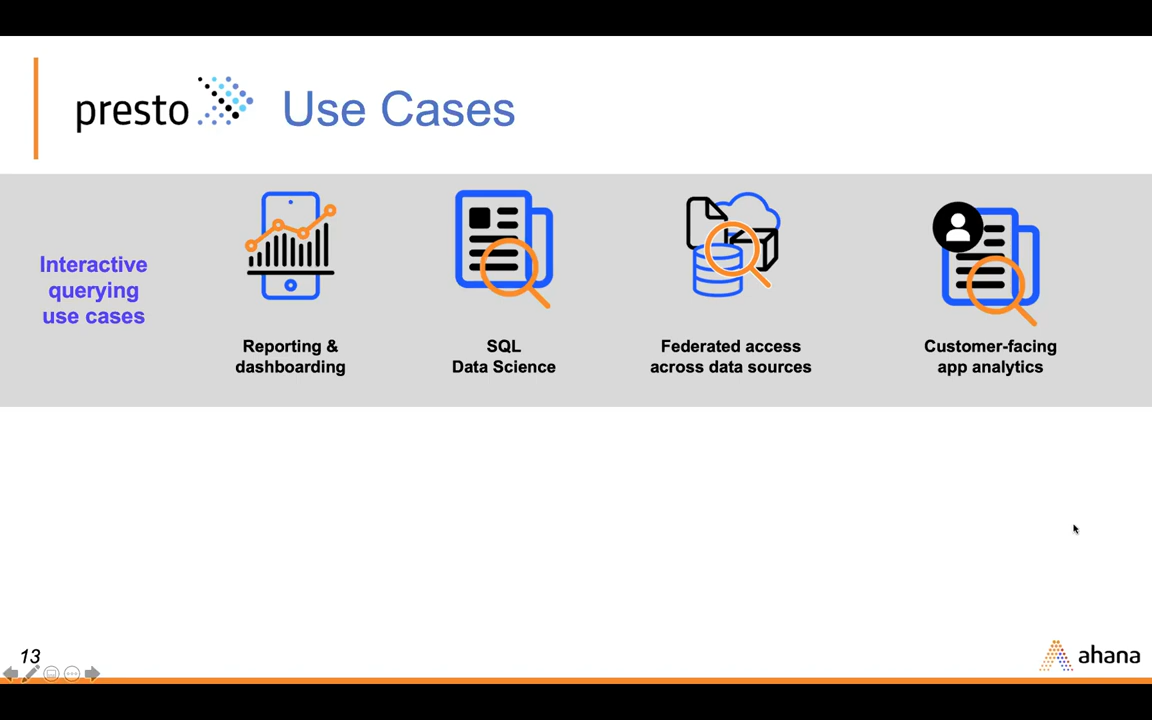 presto Use Cases
Interactive
querying
use cases
Reporting &
dashboarding
SQL
Data Science
Federated access
across data sources
Customer-facing
app analytics
13
ahana